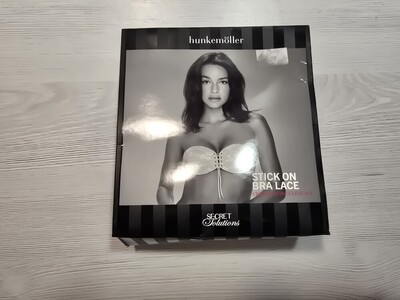 hunkemöller
STICK ON
BRA LACE
SECRET
Solutions